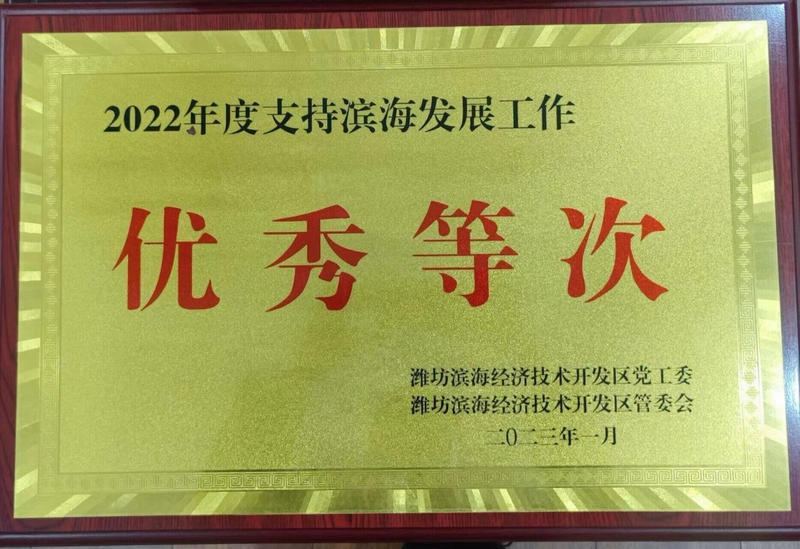 2022年度支持滨海发展工作
优秀等次
潍坊滨海经济技术开发区党工委
潍坊滨海经济技术开发区管委会
二〇二三年一月